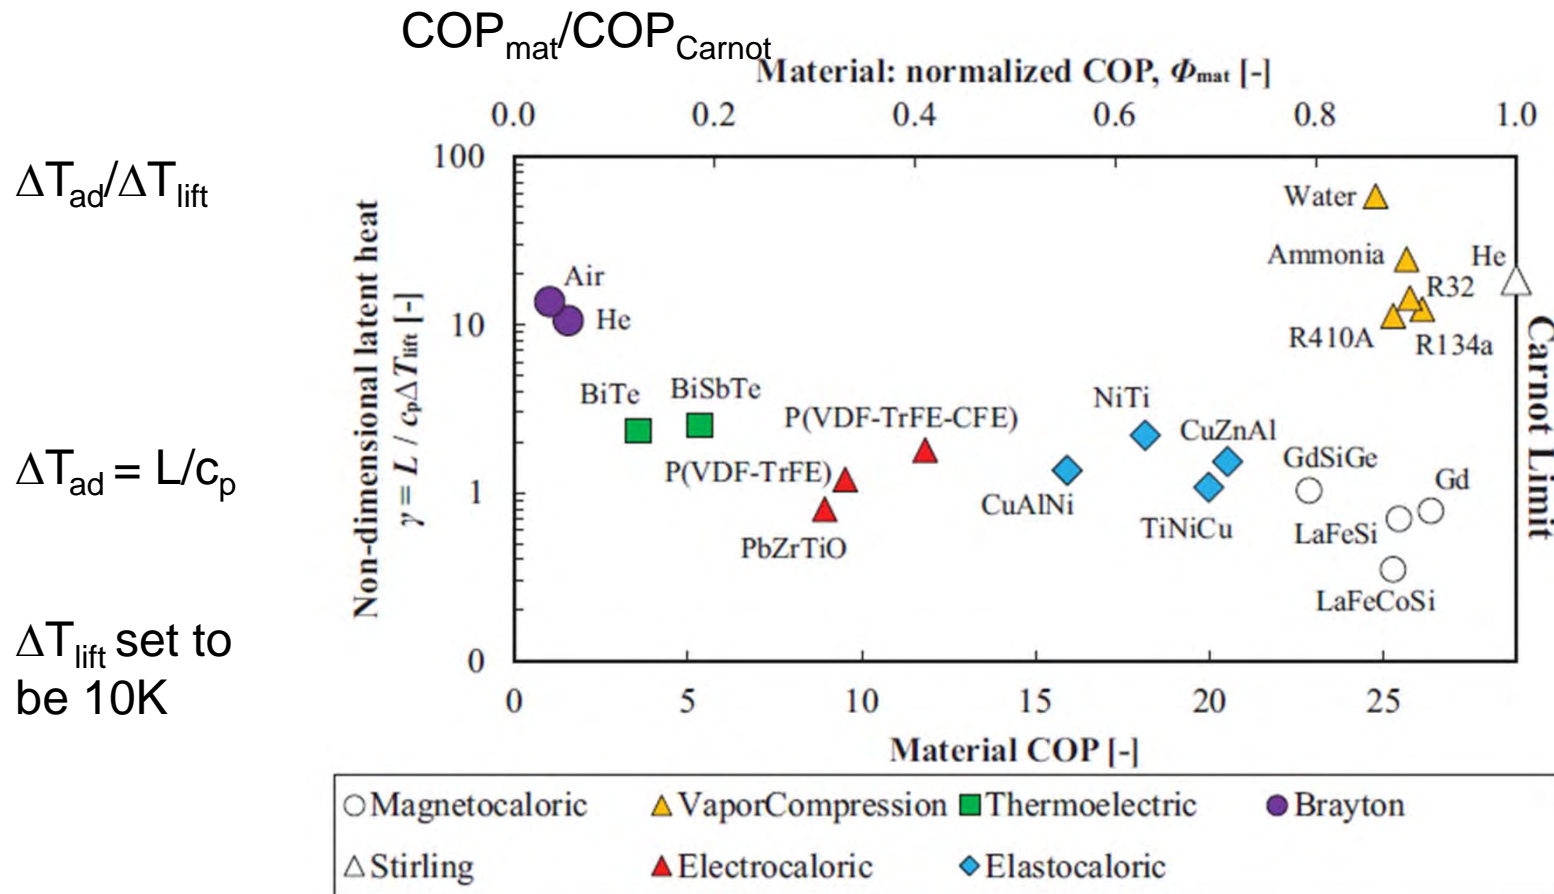 COPmat/COPCarnot
Material: normalized COP, Φmat [-]
0.0 0.2 0.4 0.6 0.8 1.0
ΔTad/ΔTlift
ΔTad = L/cp
ΔTlift set to
be 10K
Non-dimensional latent heat
γ = L / cpΔTlift [-]
100
10
1
0
Water
Ammonia
He
R32
R410A
R134a
Air
He
BiTe
BiSbTe
P(VDF-TrFE-CFE)
P(VDF-TrFE)
PbZrTiO
NiTi
CuZnAl
CuAlNi
TiNiCu
GdSiGe
Gd
LaFeSi
LaFeCoSi
Carnot Limit
0 5 10 15 20 25
Material COP [-]
Magnetocaloric VaporCompression Thermoelectric Brayton
Stirling Electrocaloric Elastocaloric